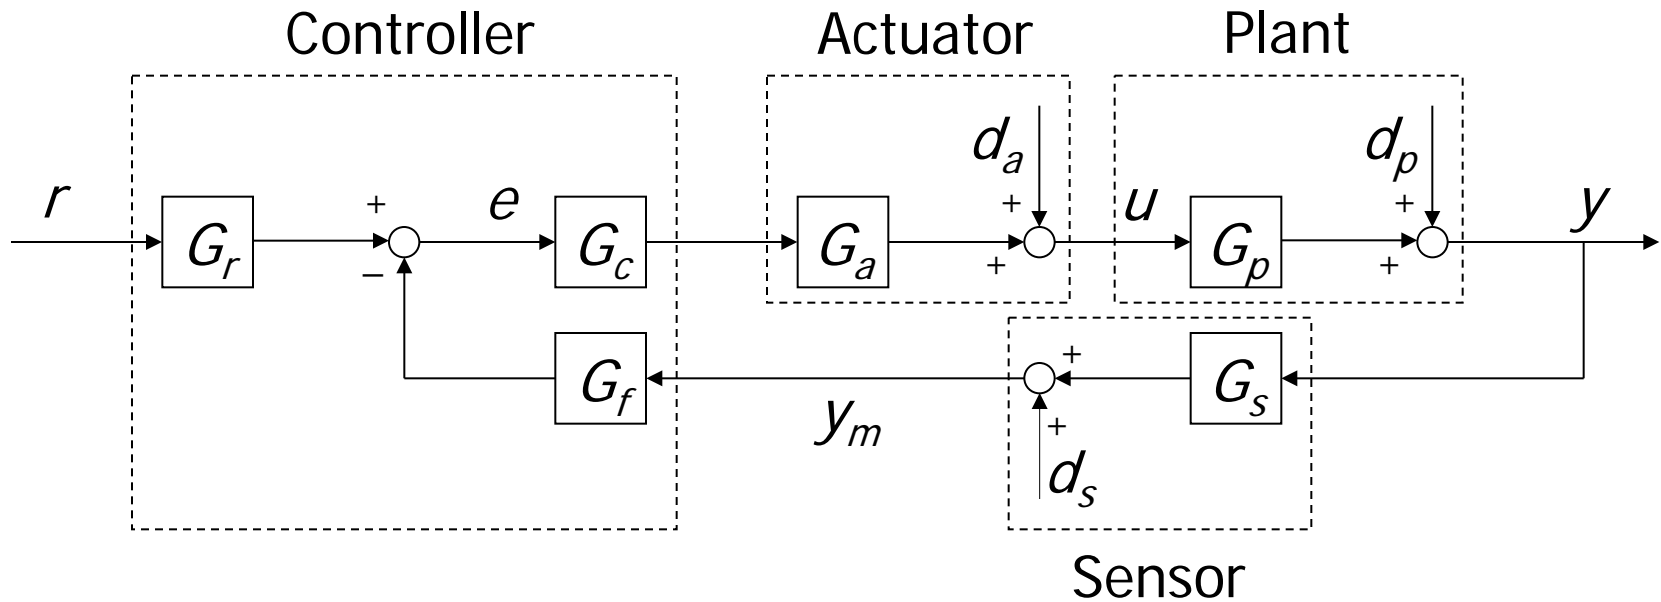 Controller Actuator Plant
d_a d_p
r + e u + + y
G_r G_c G_a G_p
− + +
+
G_f G_s
y_m +
d_s
Sensor